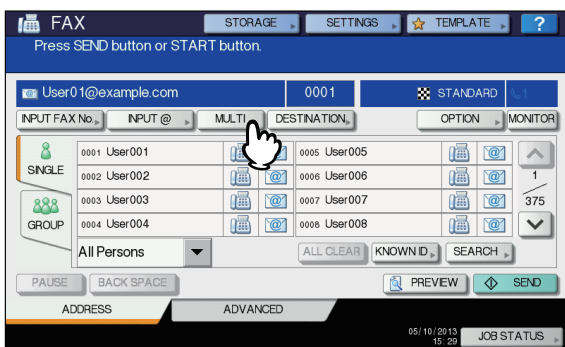 FAX STORAGE SETTINGS TEMPLATE ?
Press SEND button or START button.
User01@example.com 0001 STANDARD 1
INPUT FAX No. INPUT @ MULTI DESTINATION OPTION MONITOR
SINGLE
0001 User001 0005 User005
0002 User002 0006 User006
0003 User003 0007 User007
0004 User004 0008 User008
1
375
GROUP
All Persons ALL CLEAR KNOWN ID SEARCH
PAUSE BACK SPACE PREVIEW SEND
ADDRESS ADVANCED
05/10/2013
15:29
JOB STATUS